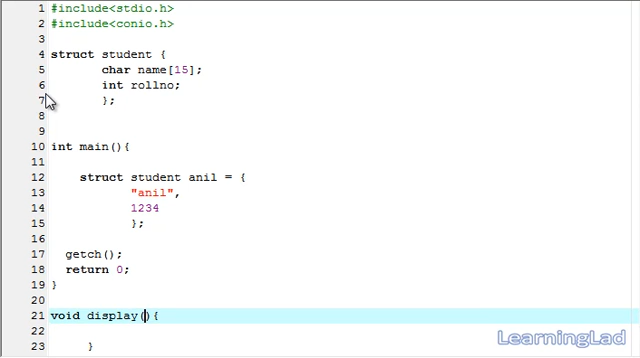 1 #include<stdio.h>
2 #include<conio.h>
3
4 struct student {
5 char name[15];
6 int rollno;
7 };
8
9
10 int main(){
11
12 struct student anil = {
13 "anil",
14 1234
15 };
16
17 getch();
18 return 0;
19 }
20
21 void display(){
22
23 }
LearningLad